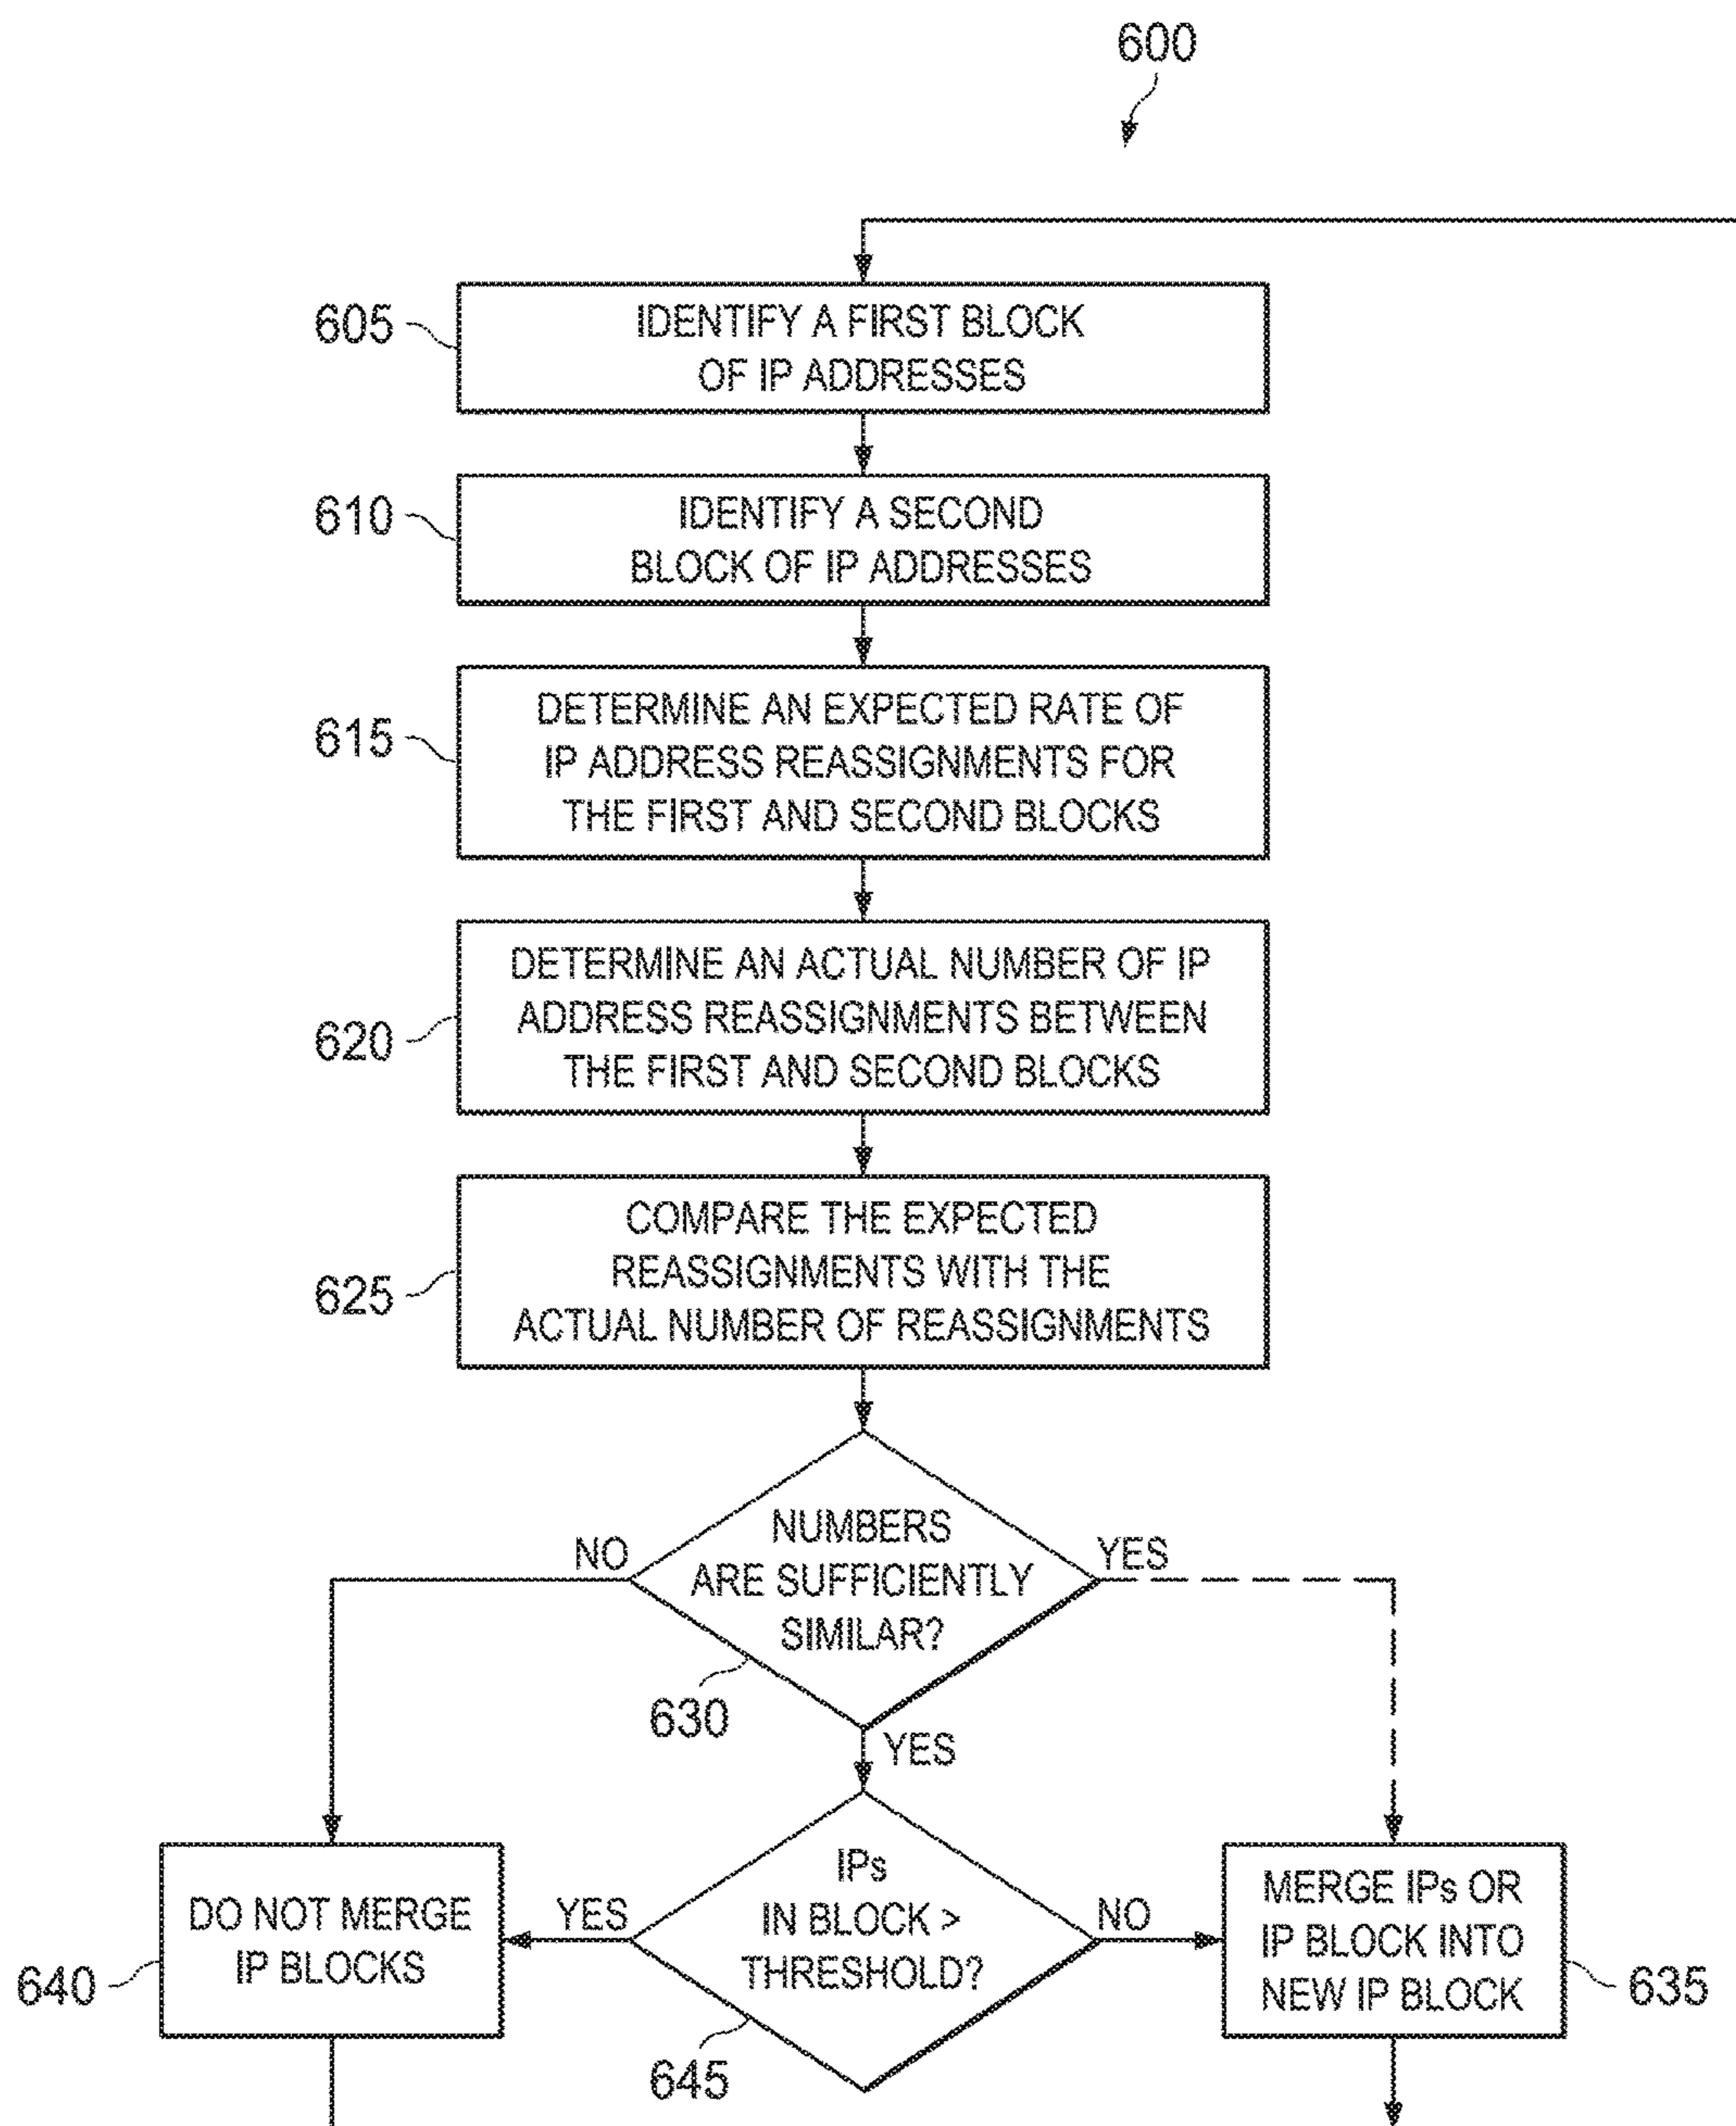 600
605
IDENTIFY A FIRST BLOCK
OF IP ADDRESSES
610
IDENTIFY A SECOND
BLOCK OF IP ADDRESSES
615
DETERMINE AN EXPECTED RATE OF
IP ADDRESS REASSIGNMENTS FOR
THE FIRST AND SECOND BLOCKS
620
DETERMINE AN ACTUAL NUMBER OF IP
ADDRESS REASSIGNMENTS BETWEEN
THE FIRST AND SECOND BLOCKS
625
COMPARE THE EXPECTED
REASSIGNMENTS WITH THE
ACTUAL NUMBER OF REASSIGNMENTS
NO
NUMBERS
ARE SUFFICIENTLY
SIMILAR?
YES
630
YES
DO NOT MERGE
IP BLOCKS
640
YES
IPs
IN BLOCK >
THRESHOLD?
645
NO
MERGE IPs OR
IP BLOCK INTO
NEW IP BLOCK
635